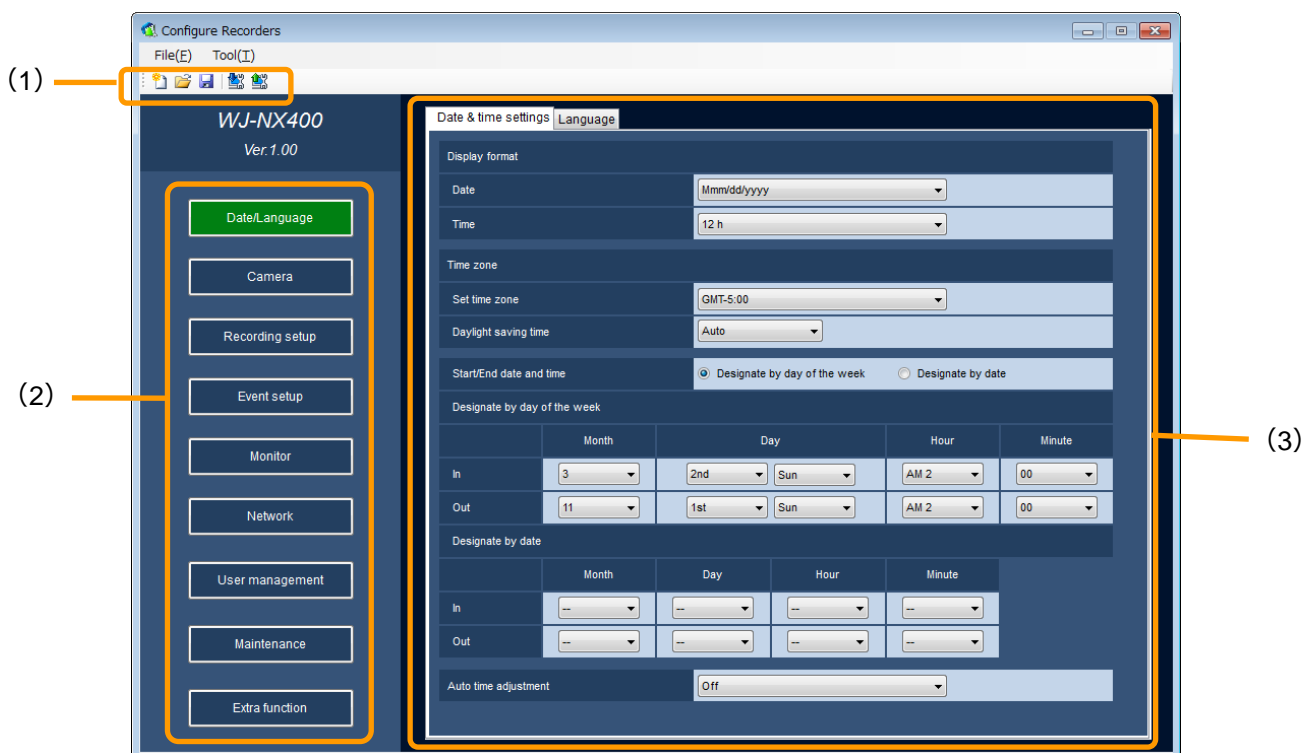 Configure Recorders
File(F) Tool(T)
(1)
WJ-NX400
Ver.1.00
(2)
Date/Language
Camera
Recording setup
Event setup
Monitor
Network
User management
Maintenance
Extra function
(3)
Date & time settings Language
Display format
Date Mmm/dd/yyyy
Time 12 h
Time zone
Set time zone GMT-5:00
Daylight saving time Auto
Start/End date and time Designate by day of the week Designate by date
Designate by day of the week
Month Day Hour Minute
In 3 2nd Sun AM 2 00
Out 11 1st Sun AM 2 00
Designate by date
Month Day Hour Minute
In -- -- -- --
Out -- -- -- --
Auto time adjustment Off